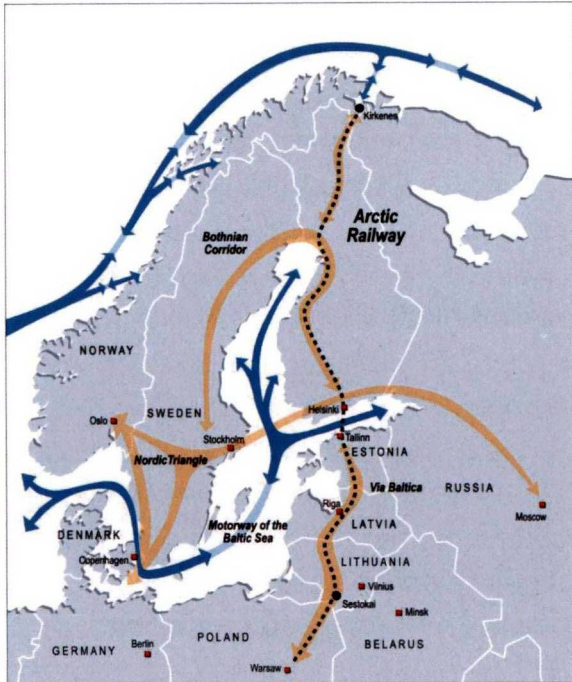 Kirkenes
Arctic
Railway
Bothnian
Corridor
NORWAY
SWEDEN
Oslo
Helsinki
Stockholm
Tallinn
ESTONIA
Nordic Triangle
Via Baltica
RUSSIA
Riga
Moscow
LATVIA
Motorway of the
Baltic Sea
DENMARK
Copenhagen
LITHUANIA
Vilnius
Sestokai
Minsk
POLAND
BELARUS
GERMANY
Berlin
Warsaw